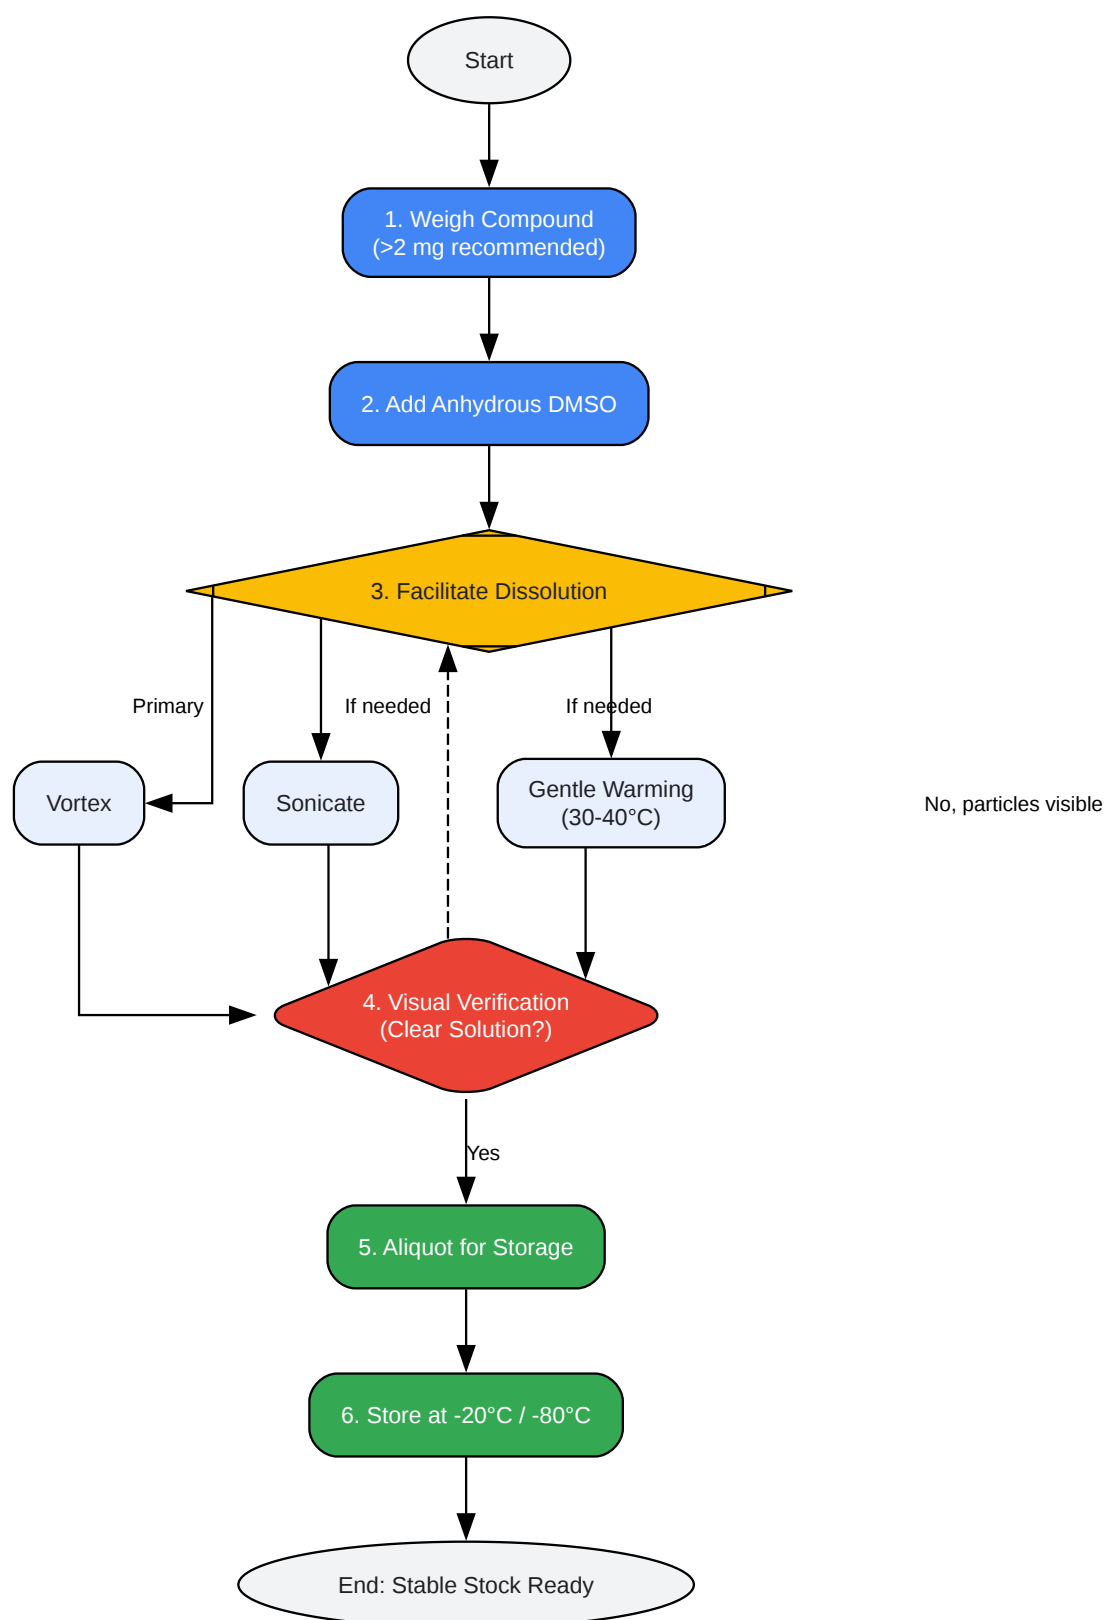 Start
1. Weigh Compound
(>2 mg recommended)
2. Add Anhydrous DMSO
3. Facilitate Dissolution
Primary
If needed
If needed
Vortex
Sonicate
Gentle Warming
(30-40°C)
No, particles visible
4. Visual Verification
(Clear Solution?)
Yes
5. Aliquot for Storage
6. Store at -20°C / -80°C
End: Stable Stock Ready